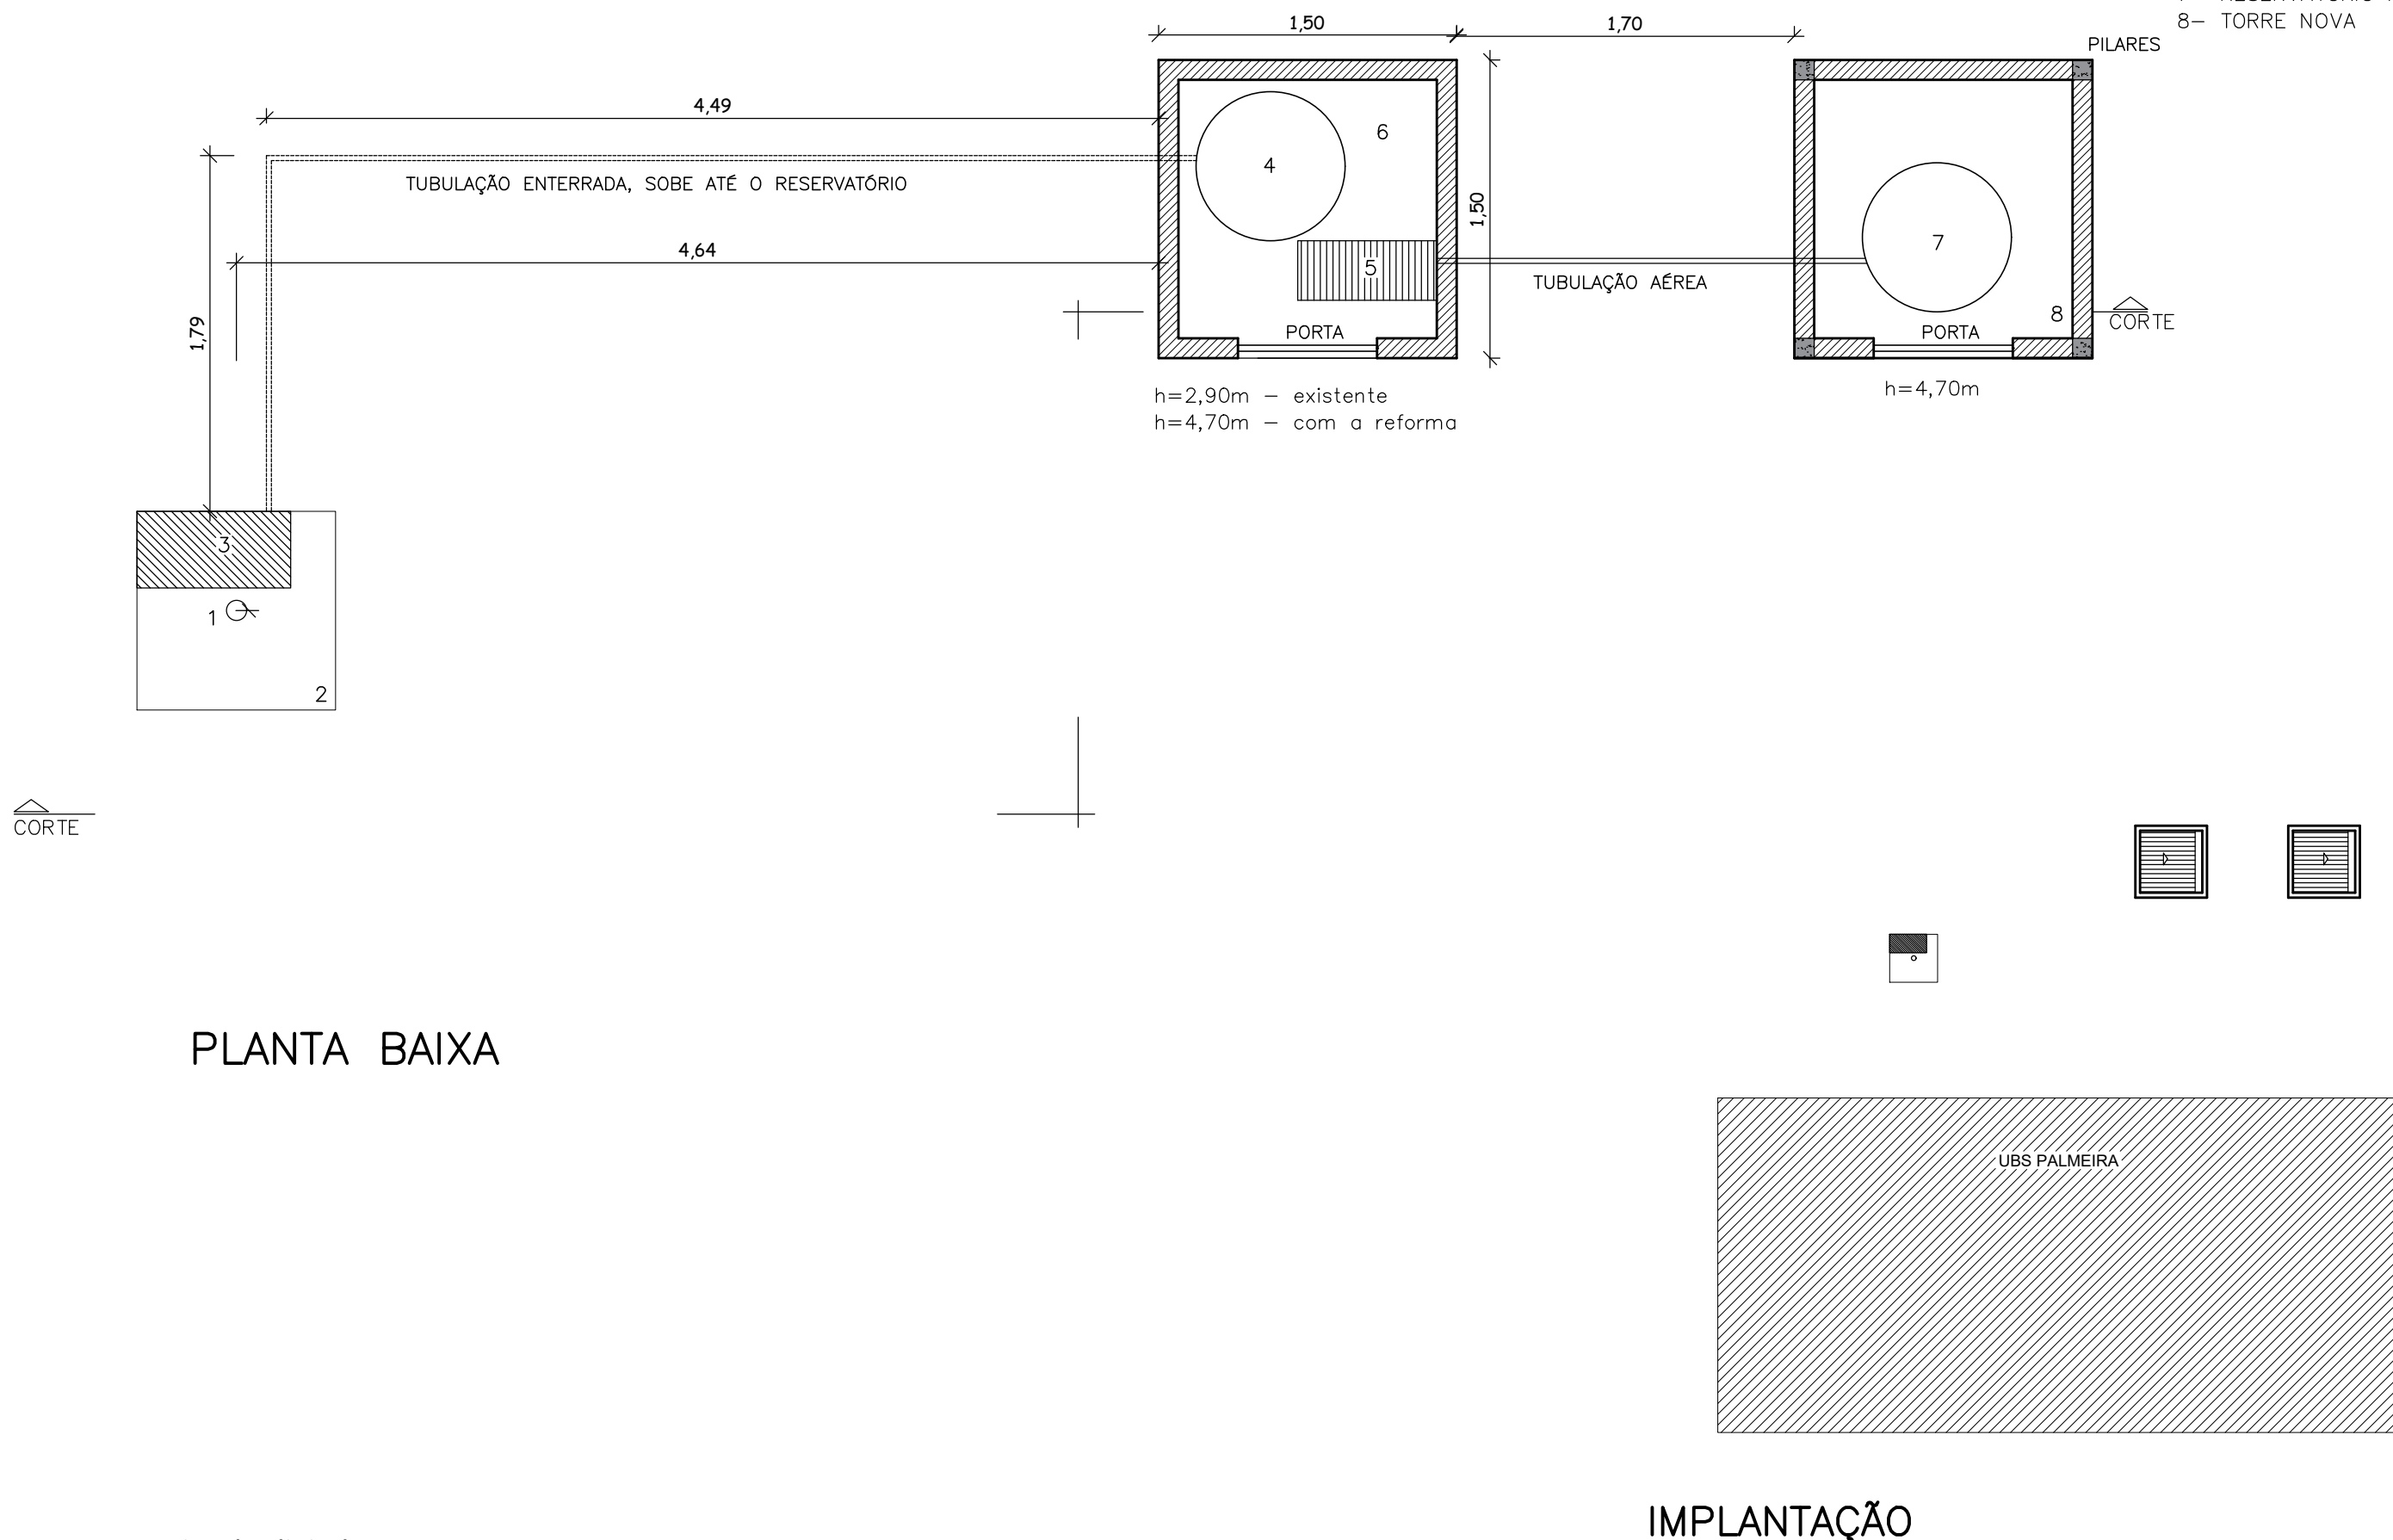 8- TORRE NOVA
1,50
1,70
PILARES
4,49
6
4
TUBULAÇÃO ENTERRADA, SOBE ATÉ O RESERVATÓRIO
1,50
4,64
7
5
TUBULAÇÃO AÉREA
1,79
PORTA
PORTA
8
CORTE
h=2,90m - existente
h=4,70m - com a reforma
h=4,70m
3
1
2
CORTE
PLANTA BAIXA
UBS PALMEIRA
IMPLANTAÇÃO